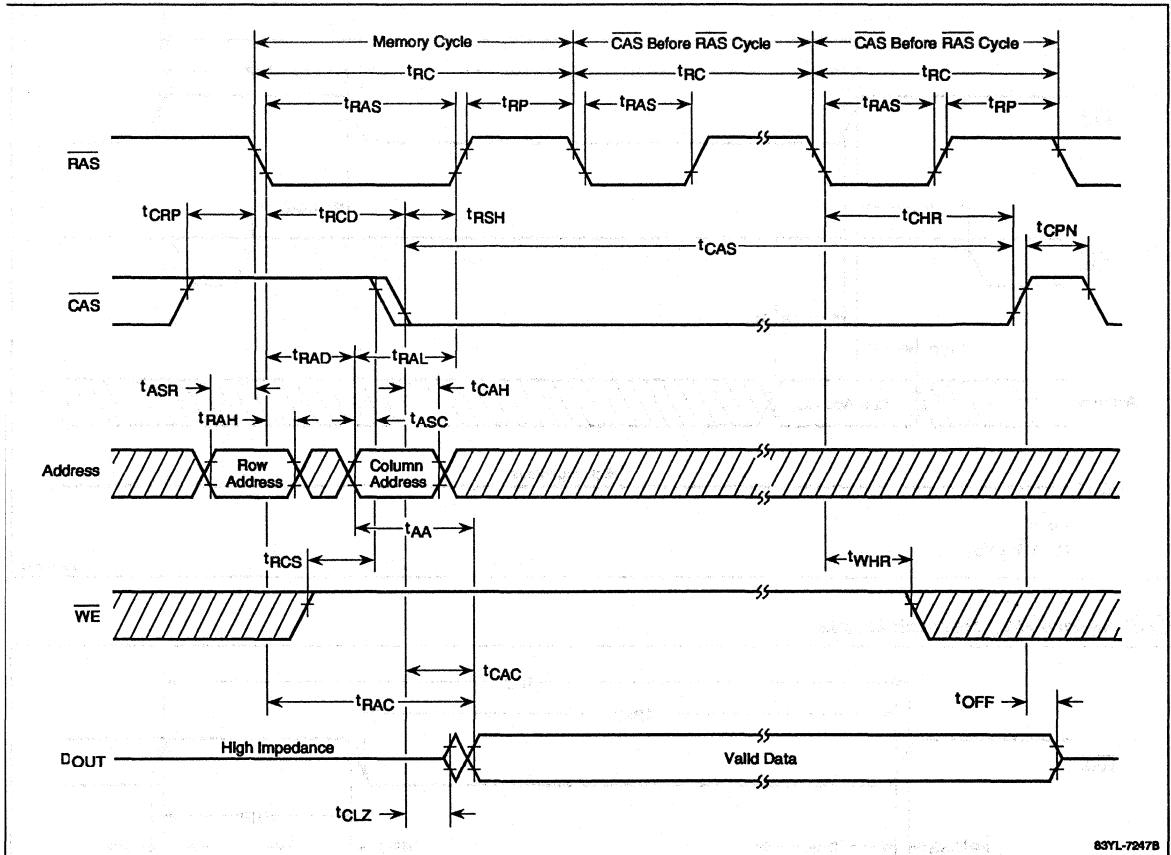 Memory Cycle
CAS Before RAS Cycle
CAS Before RAS Cycle
tRC
tRC
tRC
tRAS
tRP
tRAS
tRAS
tRP
RAS
tCRP
tRCD
tRSH
tCHR
tCPN
tCAS
CAS
tRAD
tRAL
tASR
tCAH
tRAH
tASC
Address
Row
Address
Column
Address
tAA
tRCS
tWHR
WE
tCAC
tRAC
tOFF
High Impedance
DOUT
Valid Data
tCLZ
83YL-7247B